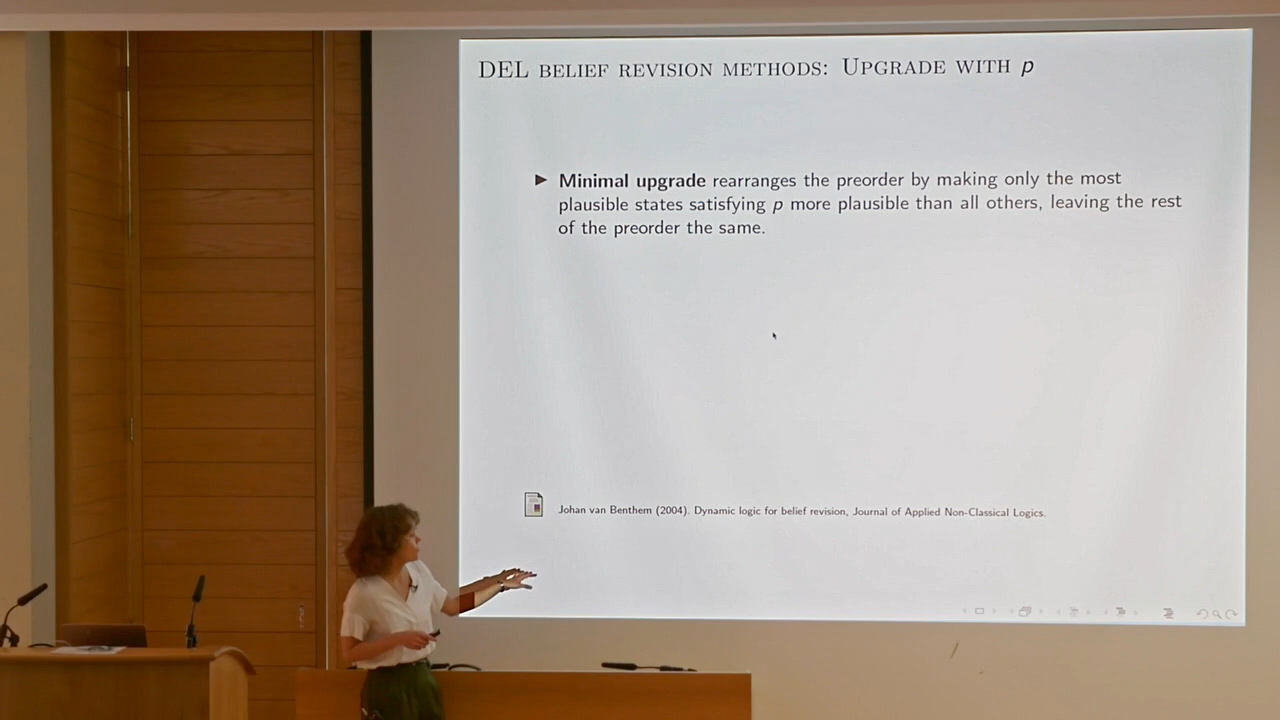 DEL BELIEF REVISION METHODS: UPGRADE WITH p
▶ Minimal upgrade rearranges the preorder by making only the most
plausible states satisfying p more plausible than all others, leaving the rest
of the preorder the same.
Johan van Benthem (2004). Dynamic logic for belief revision, Journal of Applied Non-Classical Logics.